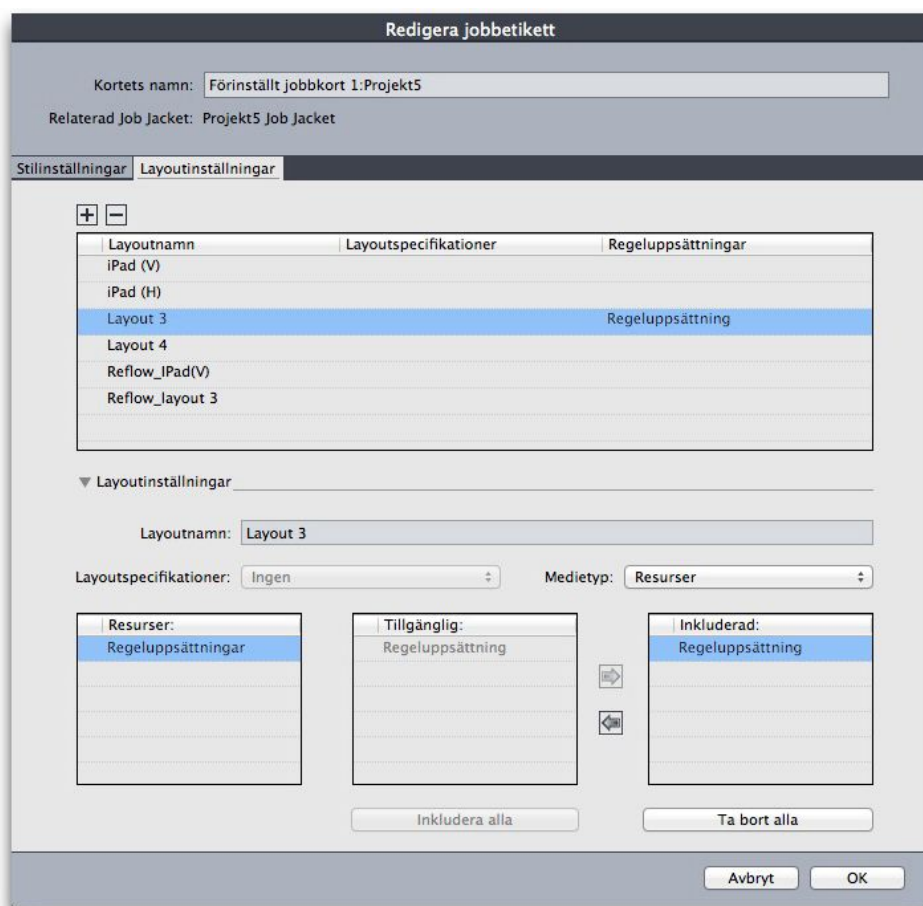 Redigera jobbetikett
Kortets namn: Förinställt jobbkort 1:Projekt5
Relaterad Job Jacket: Projekt5 Job Jacket
Stilinställningar Layoutinställningar
Layoutnamn Layoutspecifikationer Regeluppsättningar
iPad (V)
iPad (H)
Layout 3 Regeluppsättning
Layout 4
Reflow_IPad(V)
Reflow_layout 3
Layoutinställningar
Layoutnamn: Layout 3
Layoutspecifikationer: Ingen Medietyp: Resurser
Resurser: Tillgänglig: Inkluderad:
Regeluppsättningar Regeluppsättning Regeluppsättning
Inkludera alla Ta bort alla
Avbryt OK